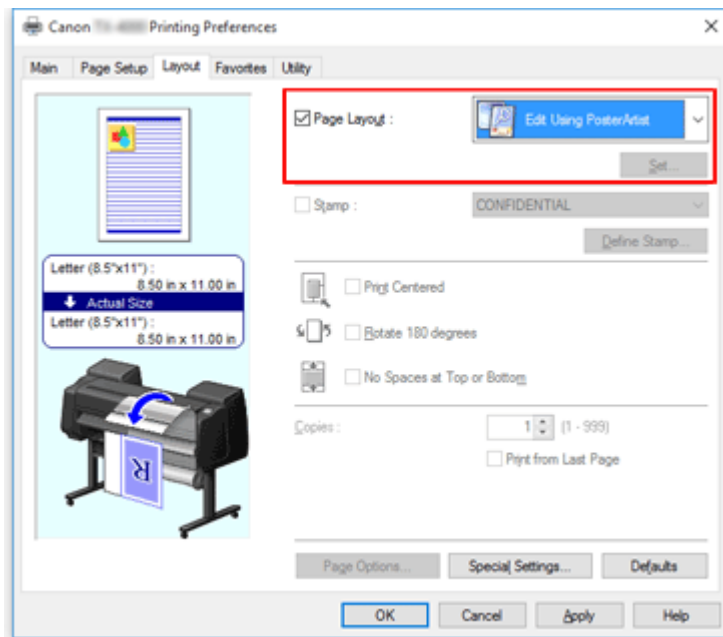 Canon Printing Preferences
Main Page Setup Layout Favorites Utility
Page Layout :
Edit Using PosterArtist
Set...
Stamp :
CONFIDENTIAL
Define Stamp...
Letter (8.5"x11") :
8.50 in x 11.00 in
Actual Size
Letter (8.5"x11") :
8.50 in x 11.00 in
R
Print Centered
Rotate 180 degrees
No Spaces at Top or Bottom
Copies :
1 (1 - 999)
Print from Last Page
Page Options... Special Settings... Defaults
OK Cancel Apply Help